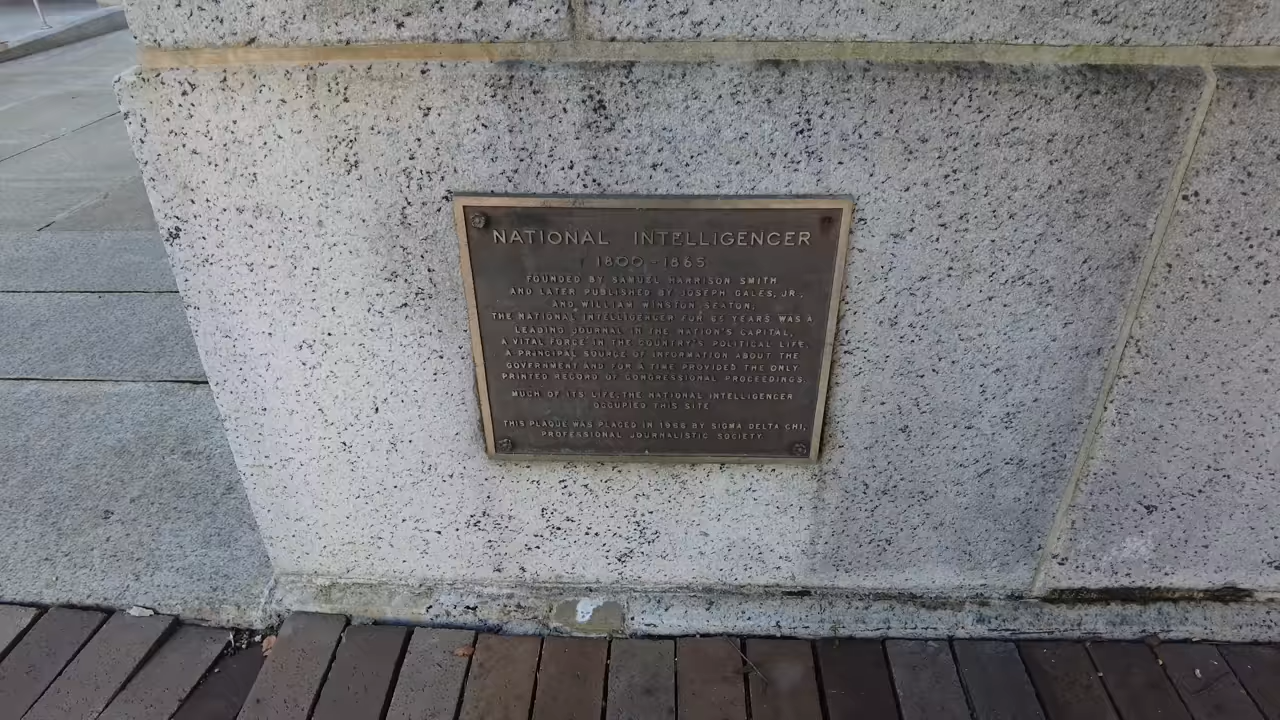 NATIONAL INTELLIGENCER
1800-1865
FOUNDED BY SAMUEL HARRISON SMITH
AND LATER PUBLISHED BY JOSEPH GALES, JR.,
AND WILLIAM WINSTON SEATON,
THE NATIONAL INTELLIGENCER FOR 65 YEARS WAS A
LEADING JOURNAL IN THE NATION'S CAPITAL,
A VITAL FORCE IN THE COUNTRY'S POLITICAL LIFE,
A PRINCIPAL SOURCE OF INFORMATION ABOUT THE
GOVERNMENT AND FOR A TIME PROVIDED THE ONLY
PRINTED RECORD OF CONGRESSIONAL PROCEEDINGS.
MUCH OF ITS LIFE, THE NATIONAL INTELLIGENCER
OCCUPIED THIS SITE
THIS PLAQUE WAS PLACED IN 1966 BY SIGMA DELTA CHI,
PROFESSIONAL JOURNALISTIC SOCIETY